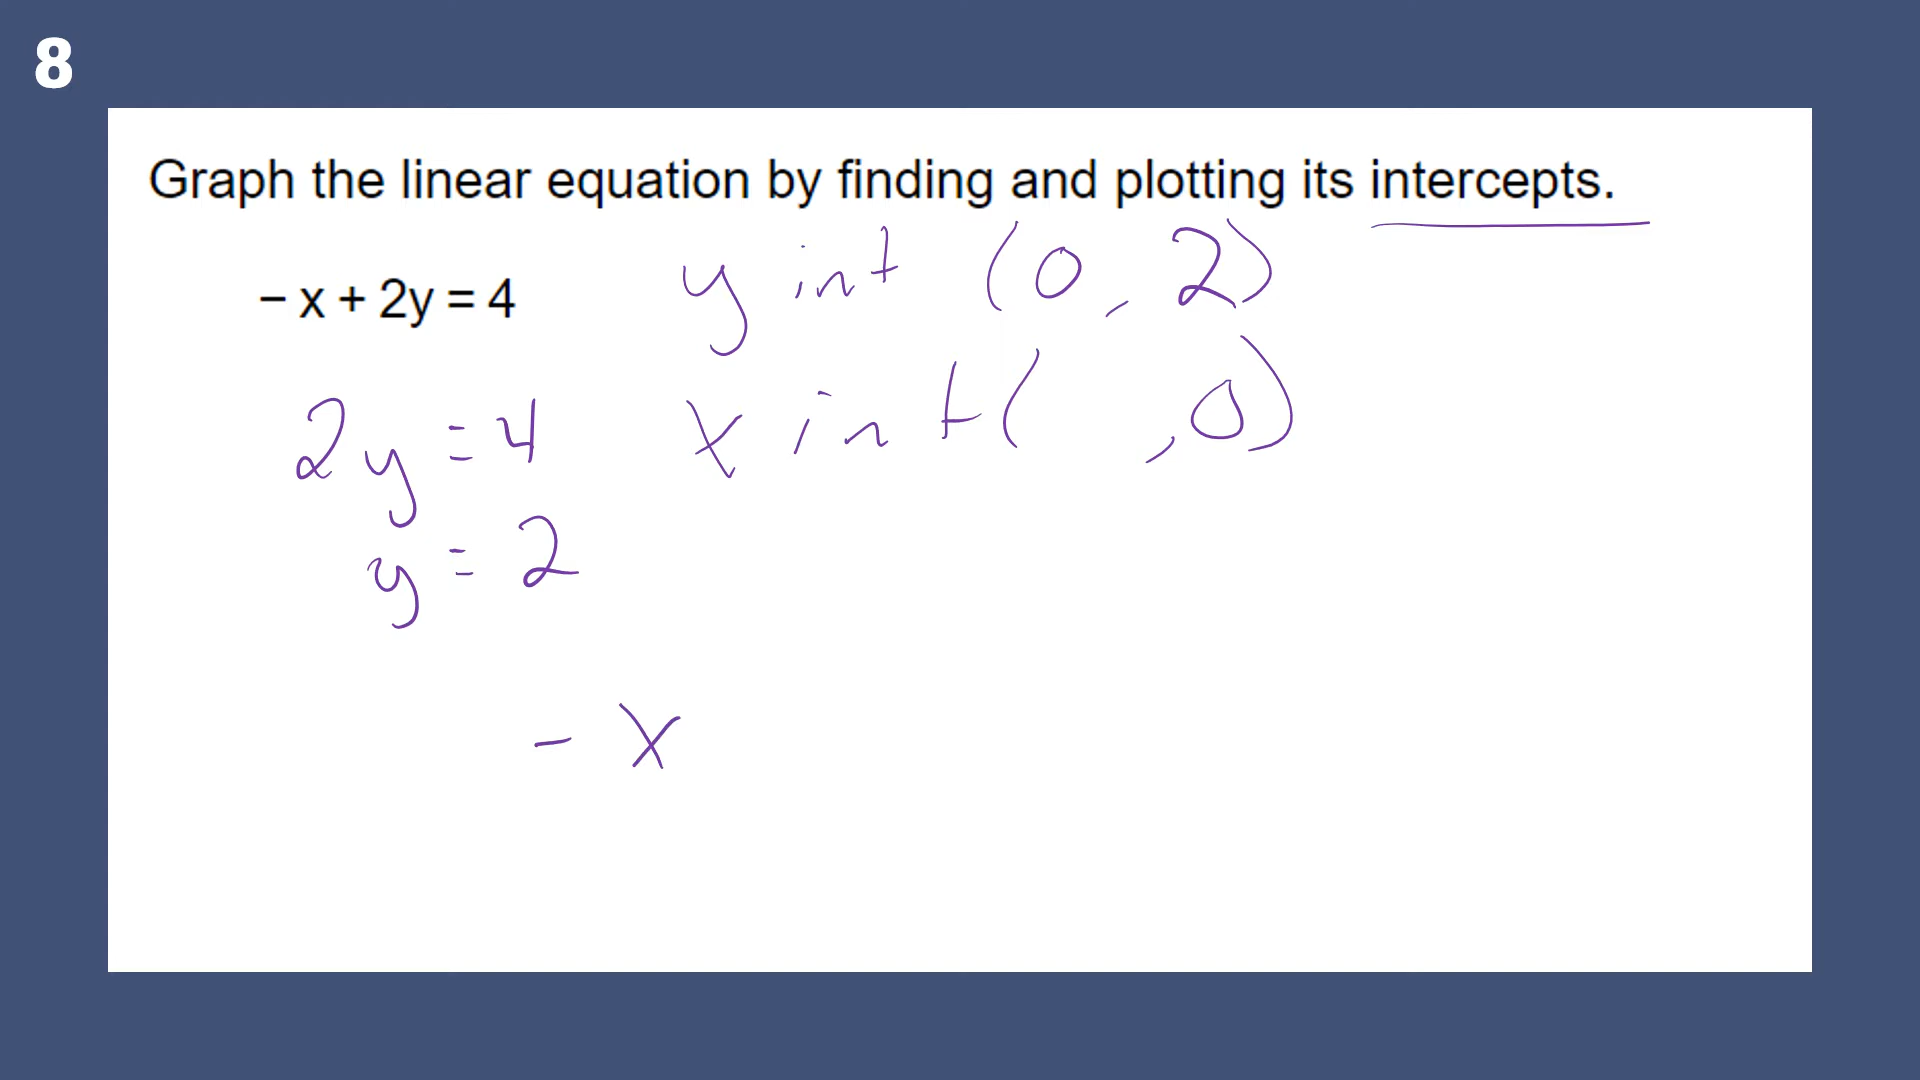 8
Graph the linear equation by finding and plotting its intercepts.
− x + 2y = 4
y int (0, 2)
x int ( , 0)
2y = 4
y = 2
- x